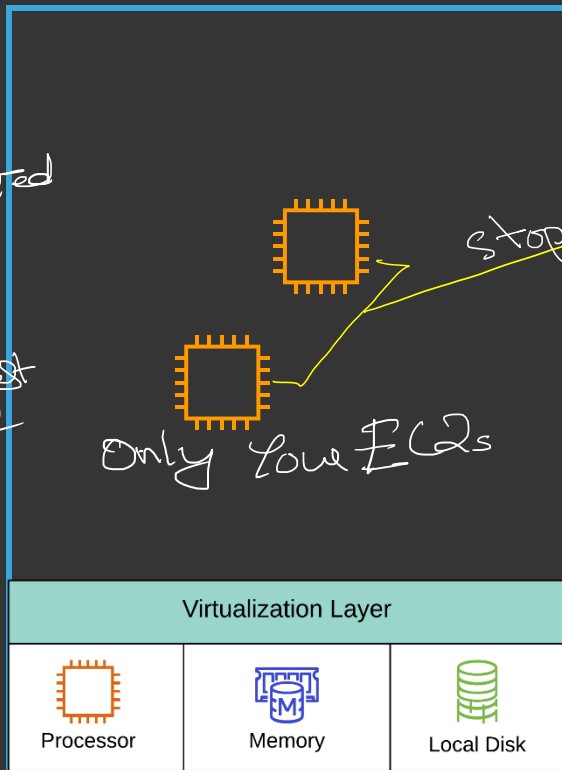 stop
Only Your EC2s
Virtualization Layer
Processor
Memory
Local Disk